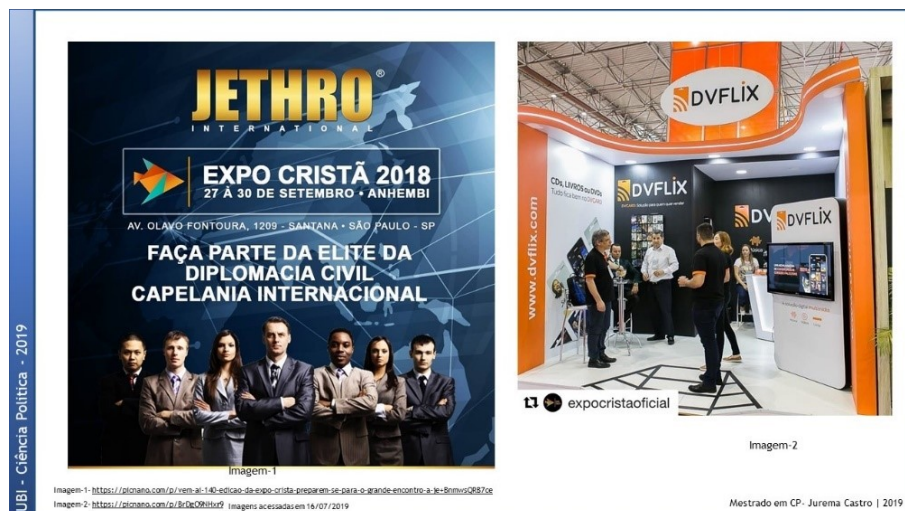 UBI - Ciência Política - 2019
JETHRO®
INTERNATIONAL
EXPO CRISTÃ 2018
27 À 30 DE SETEMBRO • ANHEMBI
AV. OLAVO FONTOURA, 1209 - SANTANA • SÃO PAULO - SP
FAÇA PARTE DA ELITE DA
DIPLOMACIA CIVIL
CAPELANIA INTERNACIONAL
Imagem-1
DVFLIX
CDs, LIVROS ou DVDs
DVFLIX
DVFLIX
DVFLIX
www.dvflix.com
expocristaoficial
Imagem-2
Imagem-1- https://picnano.com/p/vem-ai-140-edicao-da-expo-crista-preparem-se-para-o-grande-encontro-a-je-BnmwsQRB7ce
Imagem-2- https://picnano.com/p/BrDgO9NHxr9 Imagens acessadas em 16/07/2019
Mestrado em CP- Jurema Castro | 2019